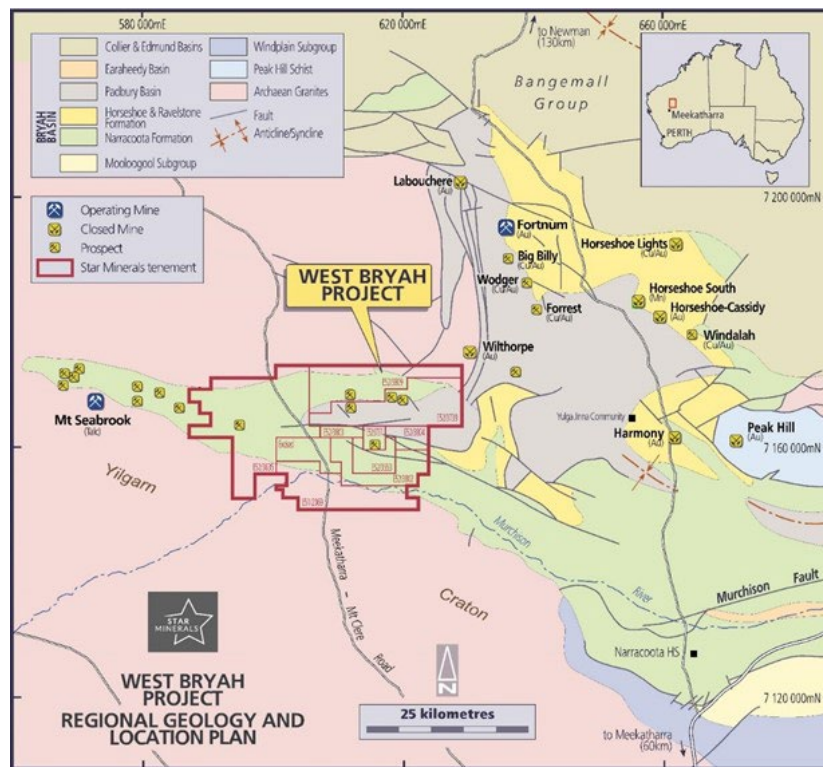 580 000mE
620 000mE
660 000mE
Collier & Edmund Basins
Earaheedy Basin
Padbury Basin
BRYAH
BASIN
Horseshoe & Ravelstone
Formation
Narracoota Formation
Mooloogool Subgroup
Windplain Subgroup
Peak Hill Schist
Archaean Granites
Fault
Anticline/Syncline
Operating Mine
Closed Mine
Prospect
Star Minerals tenement
to Newman
(130km)
Bangemall
Group
Meekatharra
PERTH
7 200 000mN
Labouchere
(Au)
Fortnum
(Au)
Big Billy
(Cu/Au)
Horseshoe Lights
(Cu/Au)
WEST BRYAH
PROJECT
Wodger
(Cu/Au)
Forrest
(Cu/Au)
Horseshoe South
(Mn)
Horseshoe-Cassidy
(Au)
Windalah
(Cu/Au)
Wilthorpe
(Au)
Mt Seabrook
(Talc)
Yulga Jinna Community
Harmony
(Au)
Peak Hill
(Au)
7 160 000mN
Yilgarn
Craton
Murchison
River
Murchison Fault
Meekatharra – Mt Clere Road
Narracoota HS
STAR
MINERALS
WEST BRYAH
PROJECT
REGIONAL GEOLOGY AND
LOCATION PLAN
N
25 kilometres
7 120 000mN
to Meekatharra
(60km)